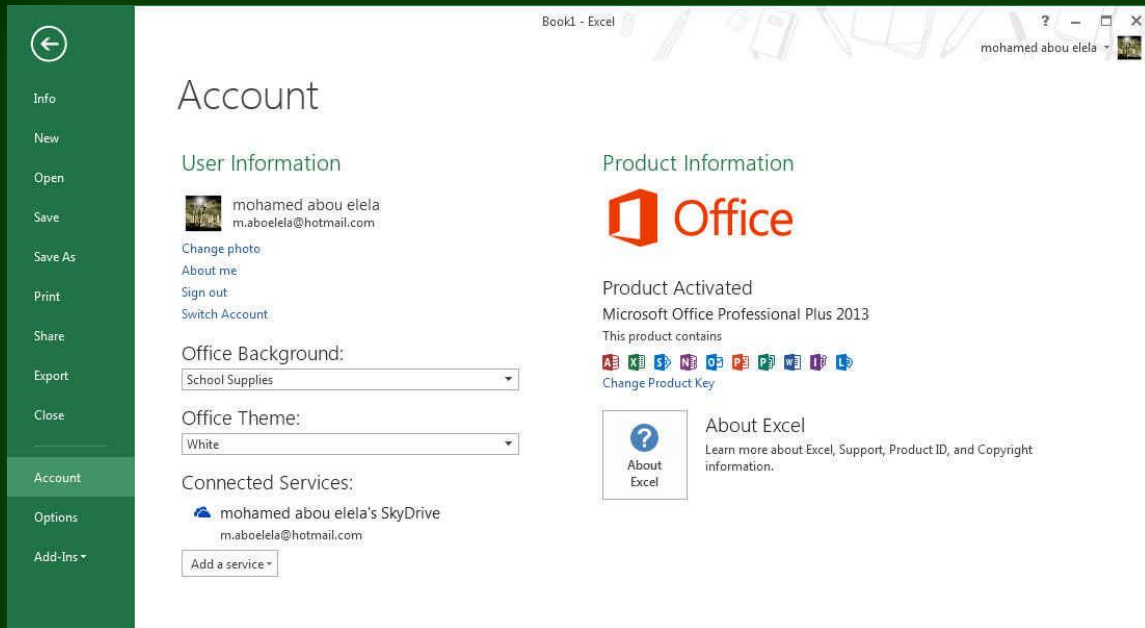 Book1 - Excel
?
mohamed abou elela
Info
New
Open
Save
Save As
Print
Share
Export
Close
Account
Options
Add-Ins
Account
User Information
mohamed abou elela
m.aboelela@hotmail.com
Change photo
About me
Sign out
Switch Account
Office Background:
School Supplies
Office Theme:
White
Connected Services:
mohamed abou elela's SkyDrive
m.aboelela@hotmail.com
Add a service
Product Information
Office
Product Activated
Microsoft Office Professional Plus 2013
This product contains
Change Product Key
?
About
Excel
About Excel
Learn more about Excel, Support, Product ID, and Copyright
information.